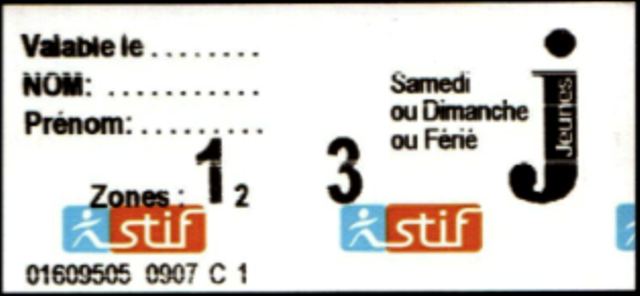 Valable le ........
NOM: ...........
Prénom: .........
Zones : 1 2 3
stif stif
01609505 0907 C 1
Samedi
ou Dimanche
ou Férié
j
Jeunes